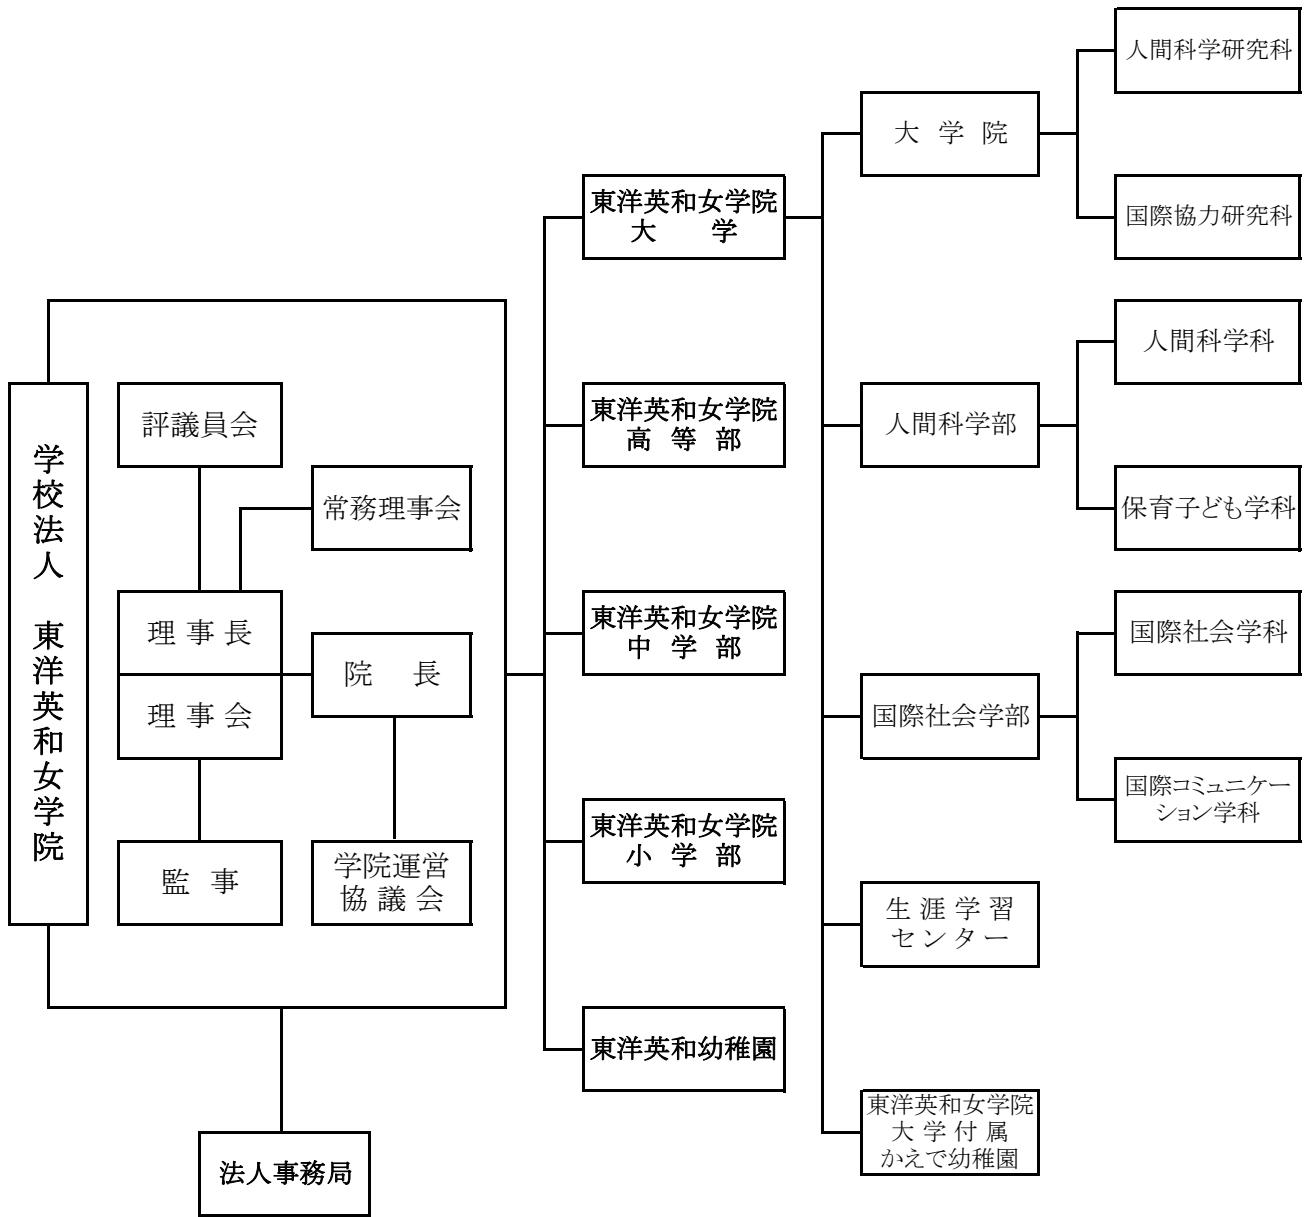 学校法人　東洋英和女学院
評議員会
常務理事会
理事長
理事会
院　長
監　事
学院運営
協議会
法人事務局
東洋英和女学院
大　学
東洋英和女学院
高等部
東洋英和女学院
中学部
東洋英和女学院
小学部
東洋英和幼稚園
大学院
人間科学研究科
国際協力研究科
人間科学部
人間科学科
保育子ども学科
国際社会学部
国際社会学科
国際コミュニケー
ション学科
生涯学習
センター
東洋英和女学院
大学付属
かえで幼稚園